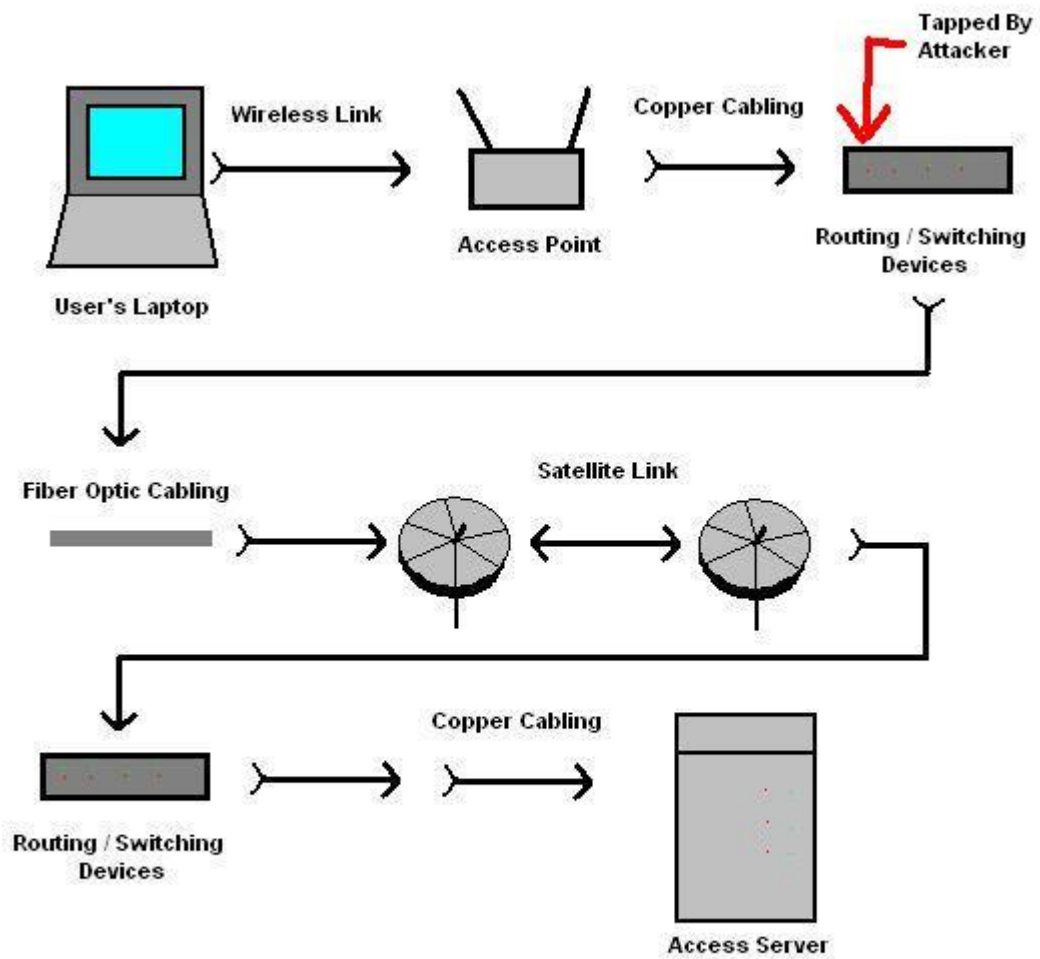 Tapped By
Attacker
Wireless Link
Copper Cabling
Access Point
Routing / Switching
Devices
User's Laptop
Fiber Optic Cabling
Satellite Link
Copper Cabling
Routing / Switching
Devices
Access Server